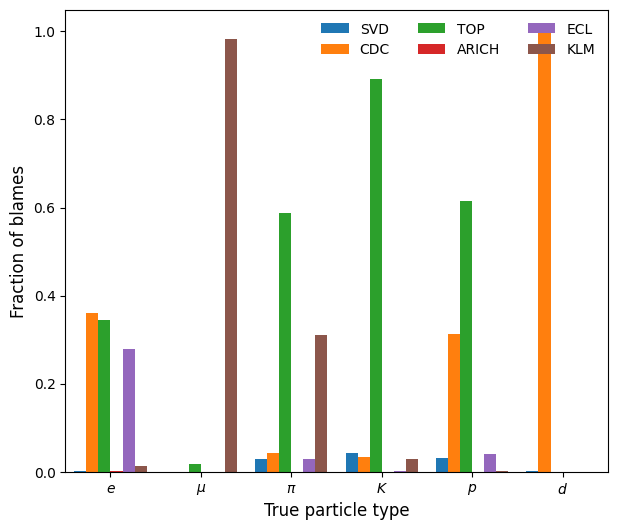 SVD TOP ECL
CDC ARICH KLM
Fraction of blames
1.0
0.8
0.6
0.4
0.2
0.0
e μ π K p d
True particle type